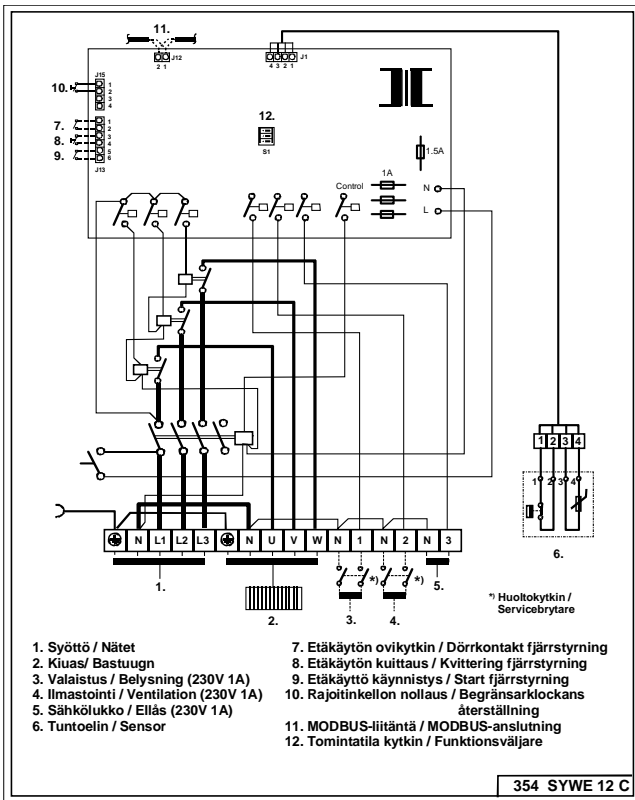 11.
J12
2 1
J1
4 3 2 1
J15
10.
1
2
3
4
7.
8.
9.
1
2
3
4
5
6
J13
12.
S1
1.5A
1A
Control
N
L
1 2 3 4
1 2 3 4
6.
N L1 L2 L3 N U V W N 1 N 2 N 3
*) *)
1. 2. 3. 4. 5.
*) Huoltokytkin /
Servicebrytare
1. Syöttö / Nätet
2. Kiuas/ Bastuugn
3. Valaistus / Belysning (230V 1A)
4. Ilmastointi / Ventilation (230V 1A)
5. Sähkölukko / Ellås (230V 1A)
6. Tuntoelin / Sensor
7. Etäkäytön ovikytkin / Dörrkontakt fjärrstyrning
8. Etäkäytön kuittaus / Kvittering fjärrstyrning
9. Etäkäyttö käynnistys / Start fjärrstyrning
10. Rajoitinkellon nollaus / Begränsarklockans
återställning
11. MODBUS-liitäntä / MODBUS-anslutning
12. Tomintatila kytkin / Funktionsväljare
354 SYWE 12 C